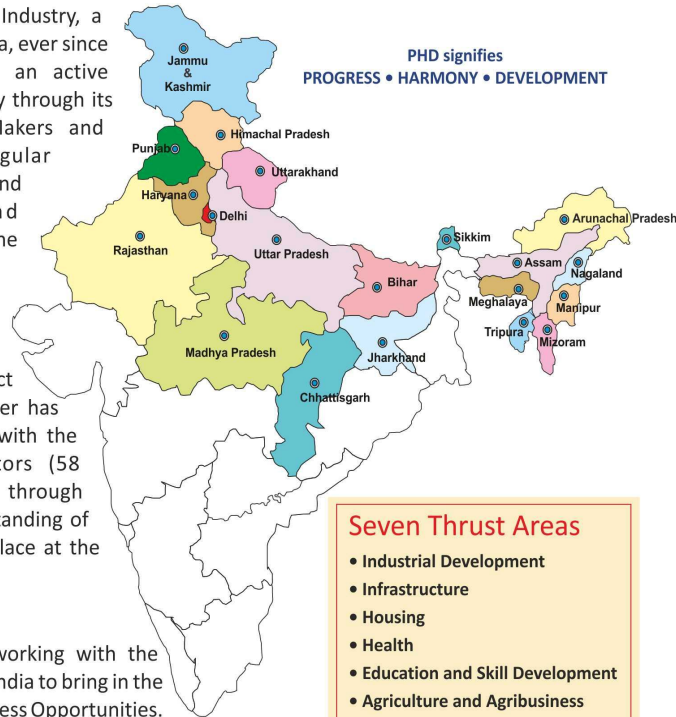 Industry, a
a, ever since
an active
y through its
Makers and
gular
nd
nd
ne
ct
er has
with the
tors (58
through
tanding of
lace at the
working with the
ndia to bring in the
ess Opportunities.
PHD signifies
PROGRESS • HARMONY • DEVELOPMENT
Jammu
&
Kashmir
Himachal Pradesh
Punjab
Uttarakhand
Haryana
Delhi
Rajasthan
Uttar Pradesh
Bihar
Sikkim
Arunachal Pradesh
Assam
Nagaland
Meghalaya
Manipur
Tripura
Mizoram
Madhya Pradesh
Jharkhand
Chhattisgarh
Seven Thrust Areas
• Industrial Development
• Infrastructure
• Housing
• Health
• Education and Skill Development
• Agriculture and Agribusiness